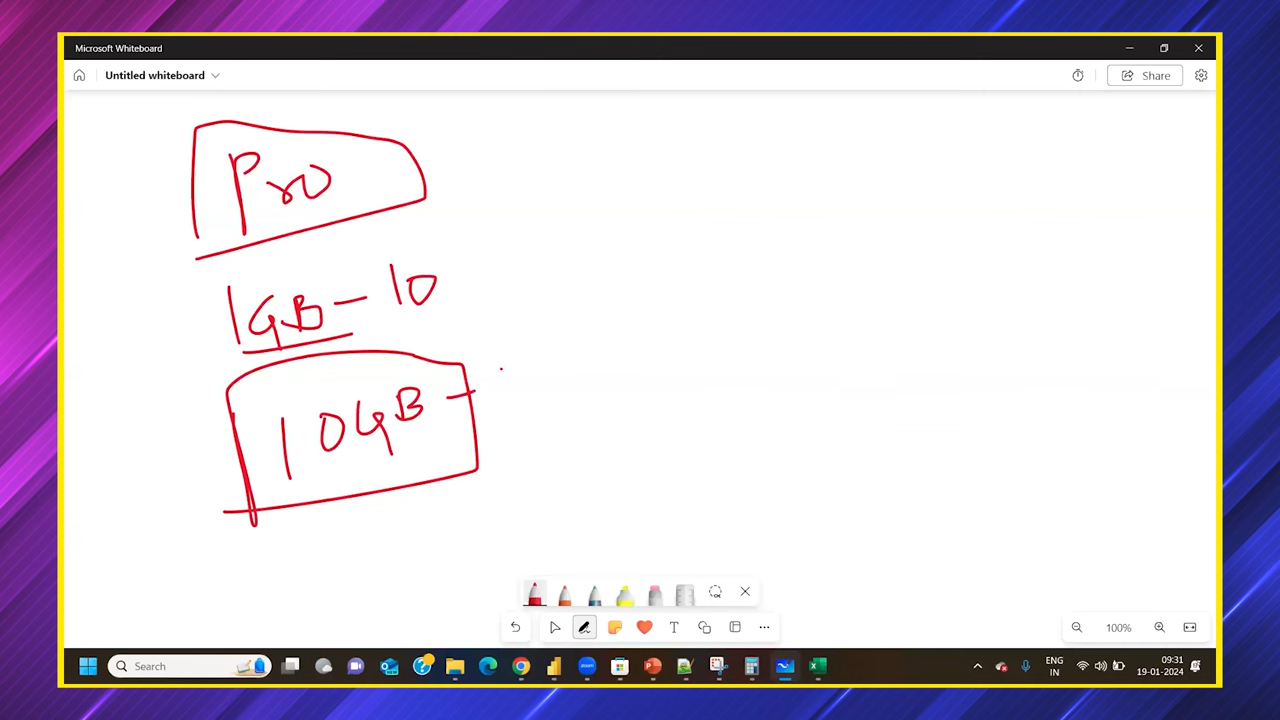 Microsoft Whiteboard
Untitled whiteboard
Share
Pro
1GB - 10
10GB -
100%
Search
ENG
IN
09:31
19-01-2024